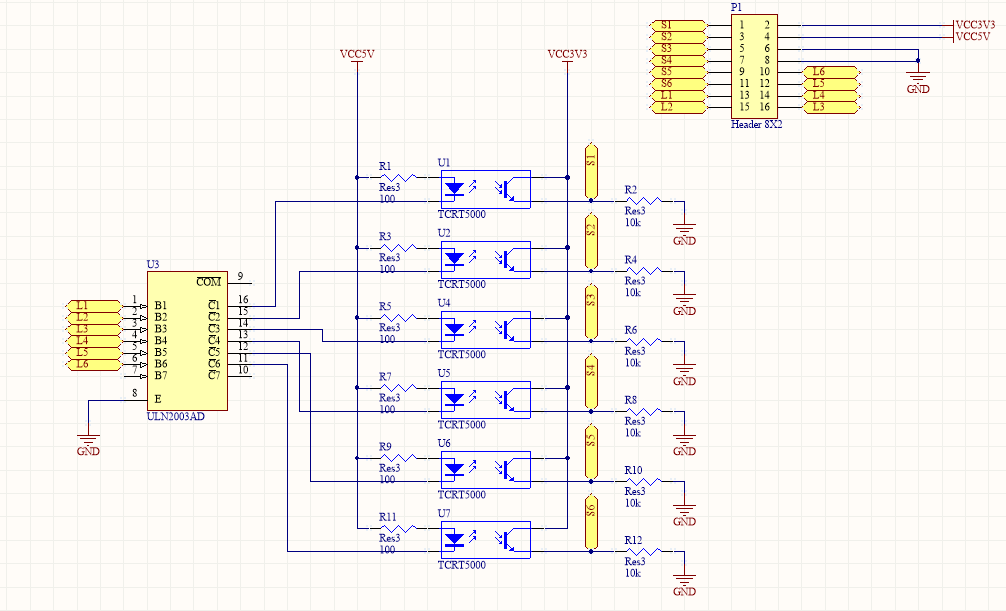 P1
S1 1 2 VCC3V3
S2 3 4 VCC5V
S3 5 6
S4 7 8
S5 9 10 L6
S6 11 12 L5
L1 13 14 L4
L2 15 16 L3
GND
Header 8X2
VCC5V VCC3V3
R1 U1 S1
Res3 R2
100 Res3
TCRT5000 10k
GND
R3 U2 S2
Res3 R4
100 Res3
TCRT5000 10k
GND
R5 U4 S3
Res3 R6
100 Res3
TCRT5000 10k
GND
R7 U5 S4
Res3 R8
100 Res3
TCRT5000 10k
GND
R9 U6 S5
Res3 R10
100 Res3
TCRT5000 10k
GND
R11 U7 S6
Res3 R12
100 Res3
TCRT5000 10k
GND
U3
COM 9
L1 1 B1 C1 16
L2 2 B2 C2 15
L3 3 B3 C3 14
L4 4 B4 C4 13
L5 5 B5 C5 12
L6 6 B6 C6 11
7 B7 C7 10
8 E
ULN2003AD
GND